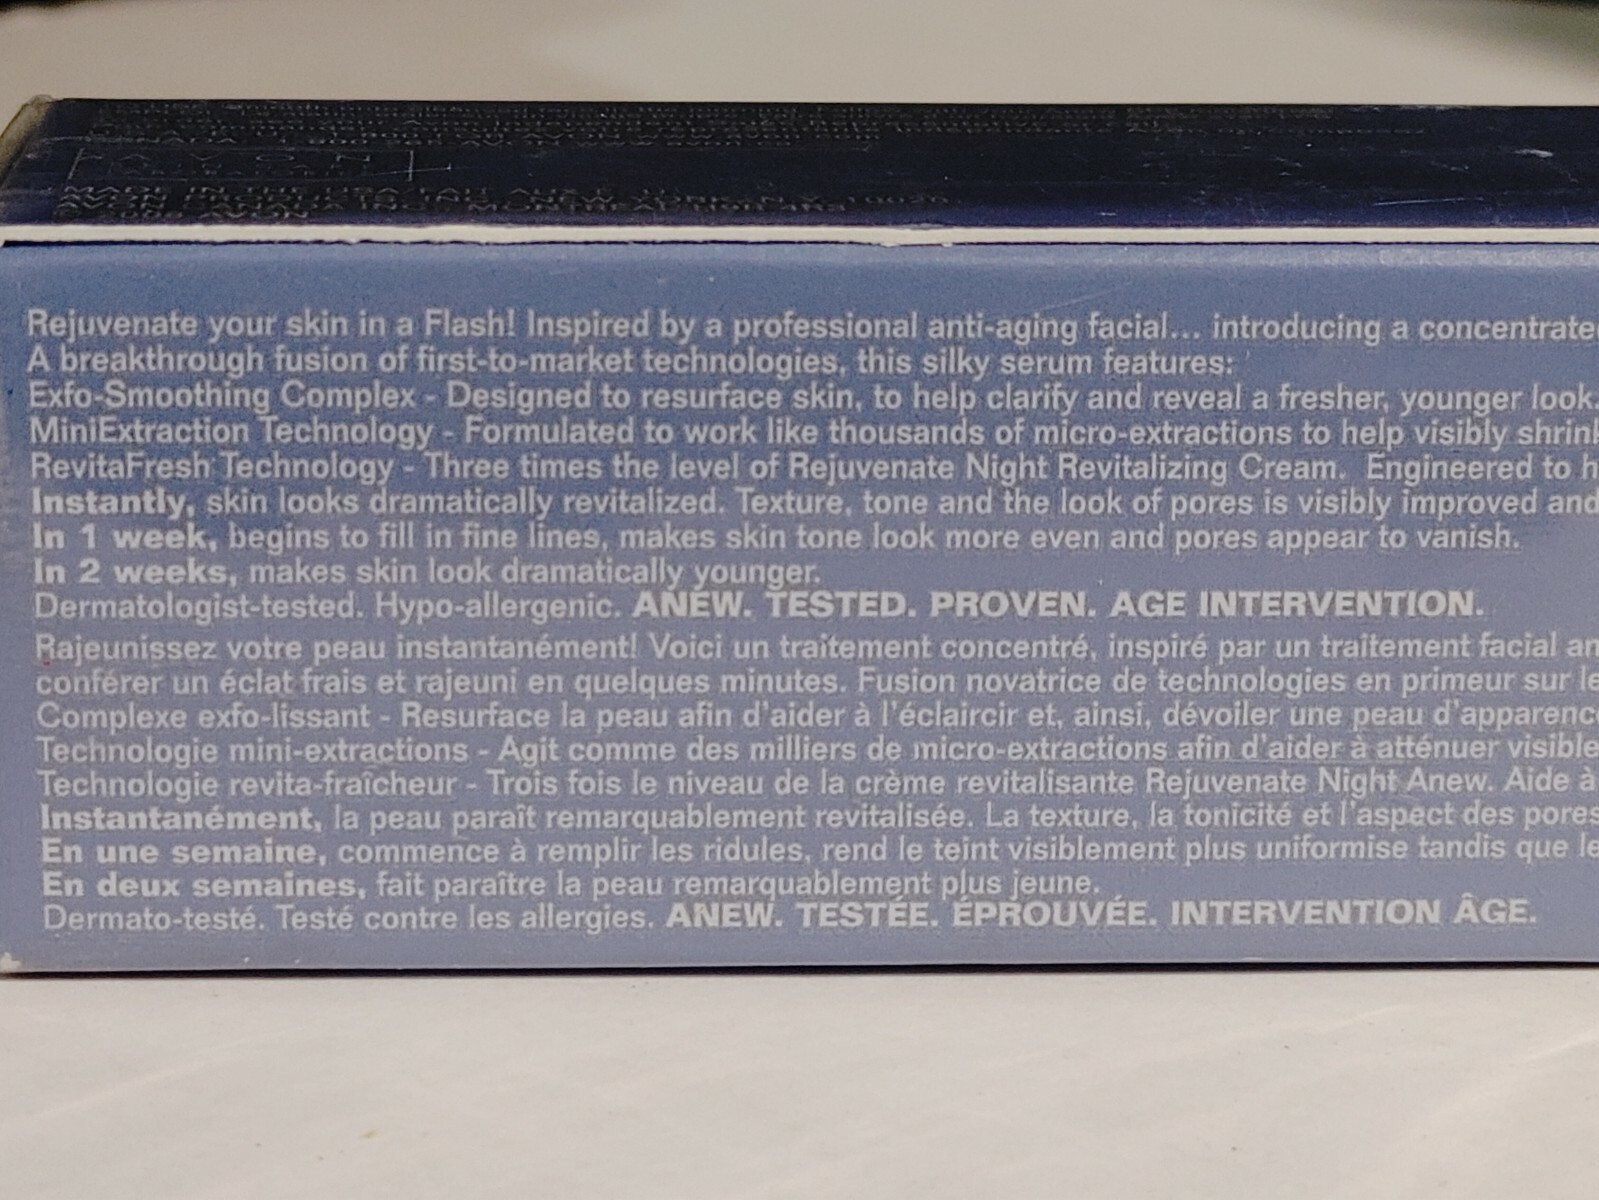 AVON
Rejuvenate your skin in a Flash! Inspired by a professional anti-aging facial... introducing a
A breakthrough fusion of first-to-market technologies, this silky serum features:
Exfo-Smoothing Complex - Designed to resurface skin, to help clarify and reveal a fresher, younger look
MiniExtraction Technology - Formulated to work like thousands of micro-extractions to help visibly
RevitaFresh Technology - Three times the level of Rejuvenate Night Revitalizing Cream. Engineered to
Instantly, skin looks dramatically revitalized. Texture, tone and the look of pores is visibly improved and
In 1 week, begins to fill in fine lines, makes skin tone look more even and pores appear to vanish.
In 2 weeks, makes skin look dramatically younger.
Dermatologist-tested. Hypo-allergenic. ANEW. TESTED. PROVEN. AGE INTERVENTION.
Rajeunissez votre peau instantanément! Voici un traitement concentré, inspiré par un traitement facial
conférer un éclat frais et rajeuni en quelques minutes. Fusion novatrice de technologies en primeur sur le
Complexe exfo-lissant - Resurface la peau afin d'aider à l'éclaircir et, ainsi, dévoiler une peau
Technologie mini-extractions - Agit comme des milliers de micro-extractions afin d'aider à atténuer
Technologie revita-fraîcheur - Trois fois le niveau de la crème revitalisante Rejuvenate Night Anew. Aide à
Instantanément, la peau paraît remarquablement revitalisée. La texture, la tonicité et l'aspect des pores
En une semaine, commence à remplir les ridules, rend le teint visiblement plus uniformise tandis que
En deux semaines, fait paraître la peau remarquablement plus jeune.
Dermato-testé. Testé contre les allergies. ANEW. TESTÉE. ÉPROUVÉE. INTERVENTION ÂGE.